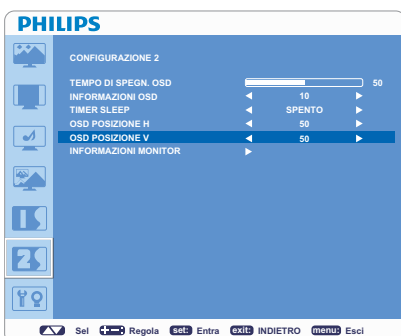 PHILIPS
CONFIGURAZIONE 2
TEMPO DI SPEGN. OSD 50
INFORMAZIONI OSD 10
TIMER SLEEP SPENTO
OSD POSIZIONE H 50
OSD POSIZIONE V 50
INFORMAZIONI MONITOR
Sel Regola set: Entra exit: INDIETRO menu: Esci